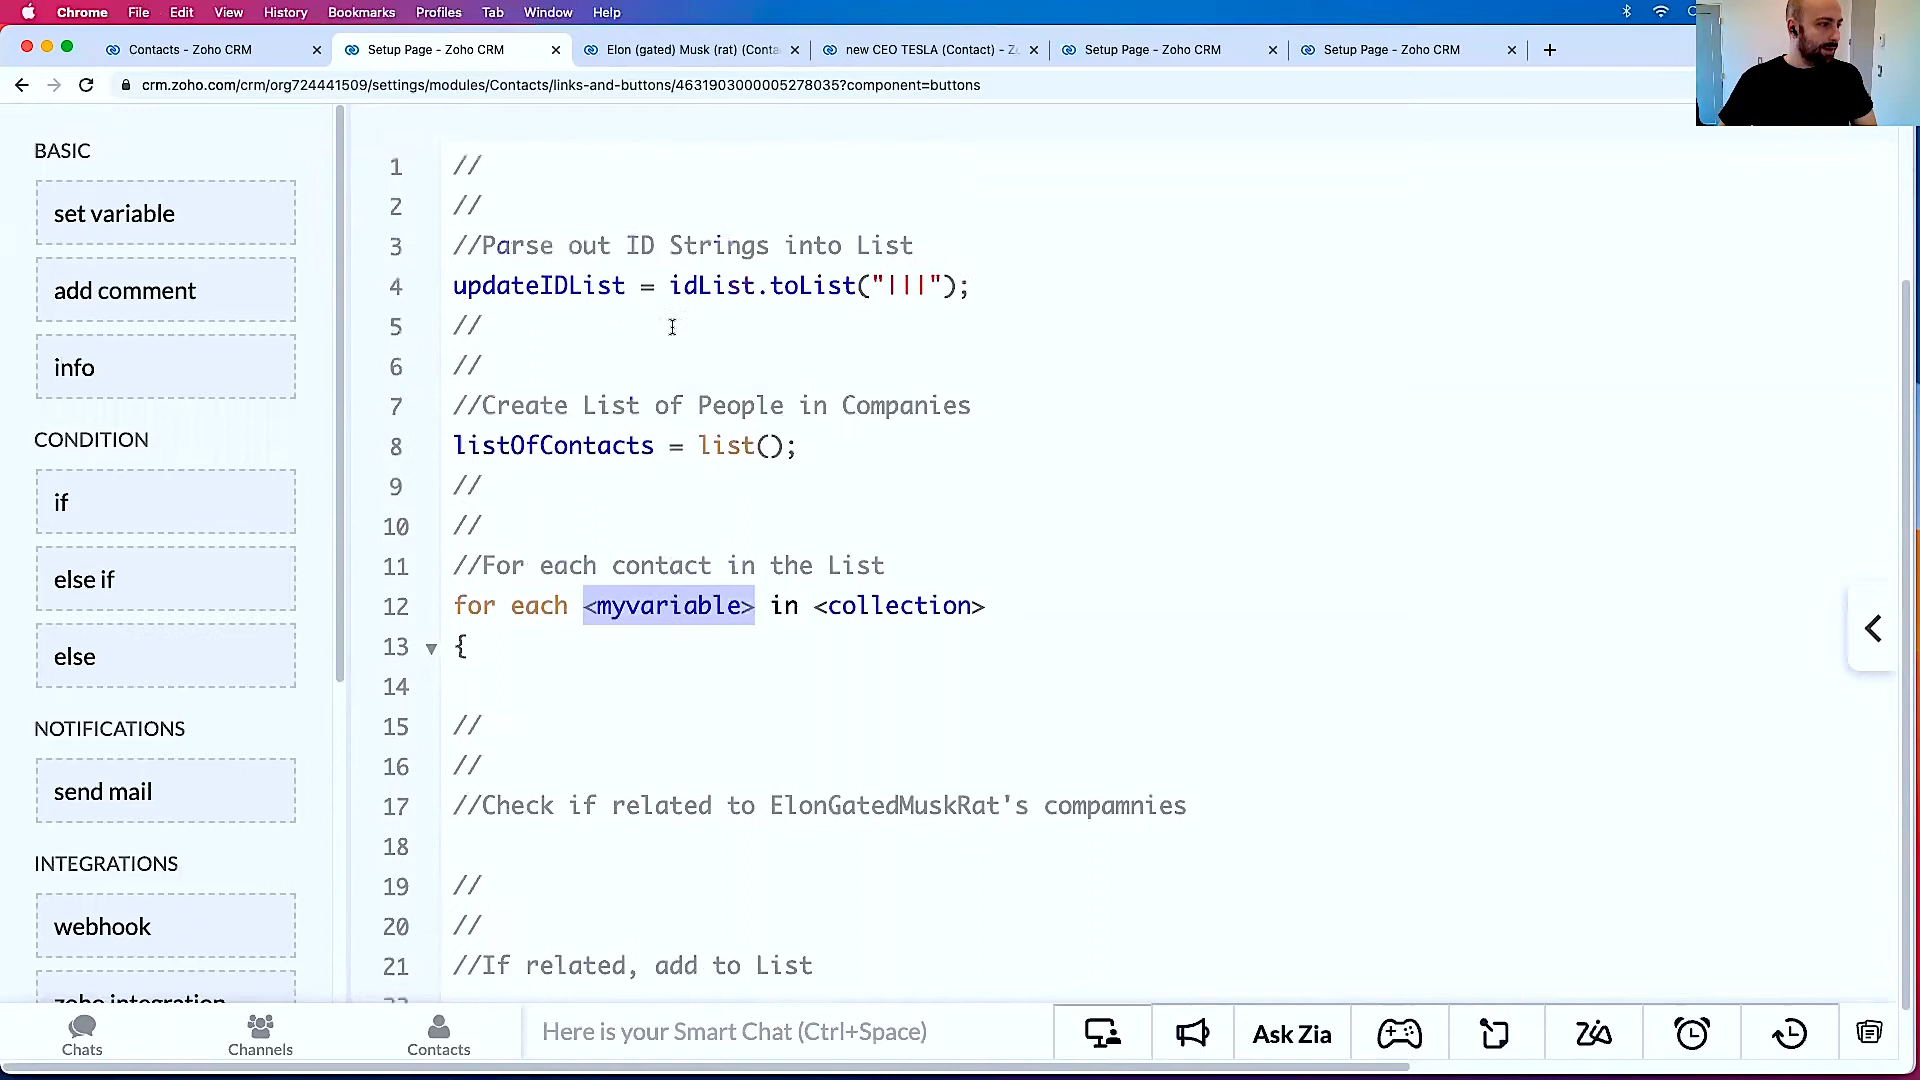 Chrome File Edit View History Bookmarks Profiles Tab Window Help
Contacts - Zoho CRM
Setup Page - Zoho CRM
Elon (gated) Musk (rat) (Conta
new CEO TESLA (Contact) - Z
Setup Page - Zoho CRM
Setup Page - Zoho CRM
crm.zoho.com/crm/org724441509/settings/modules/Contacts/links-and-buttons/4631903000005278035?component=buttons
BASIC
set variable
add comment
info
CONDITION
if
else if
else
NOTIFICATIONS
send mail
INTEGRATIONS
webhook
zoho integration
1 //
2 //
3 //Parse out ID Strings into List
4 updateIDList = idList.toList("|||");
5 //
6 //
7 //Create List of People in Companies
8 listOfContacts = list();
9 //
10 //
11 //For each contact in the List
12 for each <myvariable> in <collection>
13 {
14
15 //
16 //
17 //Check if related to ElonGatedMuskRat's compamnies
18
19 //
20 //
21 //If related, add to List
22
Chats
Channels
Contacts
Here is your Smart Chat (Ctrl+Space)
Ask Zia